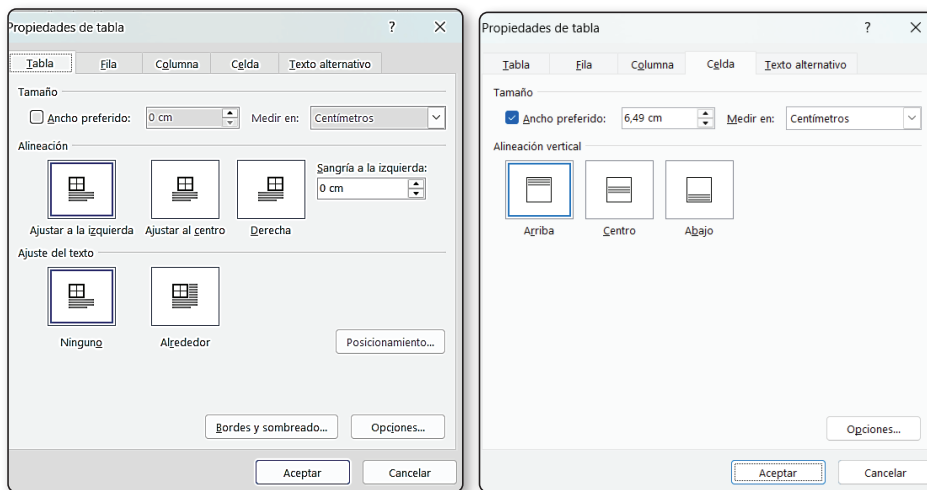 Propiedades de tabla ? ×
Tabla Fila Columna Celda Texto alternativo
Tamaño
Ancho preferido: 0 cm Medir en: Centímetros
Alineación
Sangría a la izquierda:
0 cm
Ajustar a la izquierda Ajustar al centro Derecha
Ajuste del texto
Ninguno Alrededor
Posicionamiento...
Bordes y sombreado... Opciones...
Aceptar Cancelar
Propiedades de tabla ? ×
Tabla Fila Columna Celda Texto alternativo
Tamaño
Ancho preferido: 6,49 cm Medir en: Centímetros
Alineación vertical
Arriba Centro Abajo
Opciones...
Aceptar Cancelar